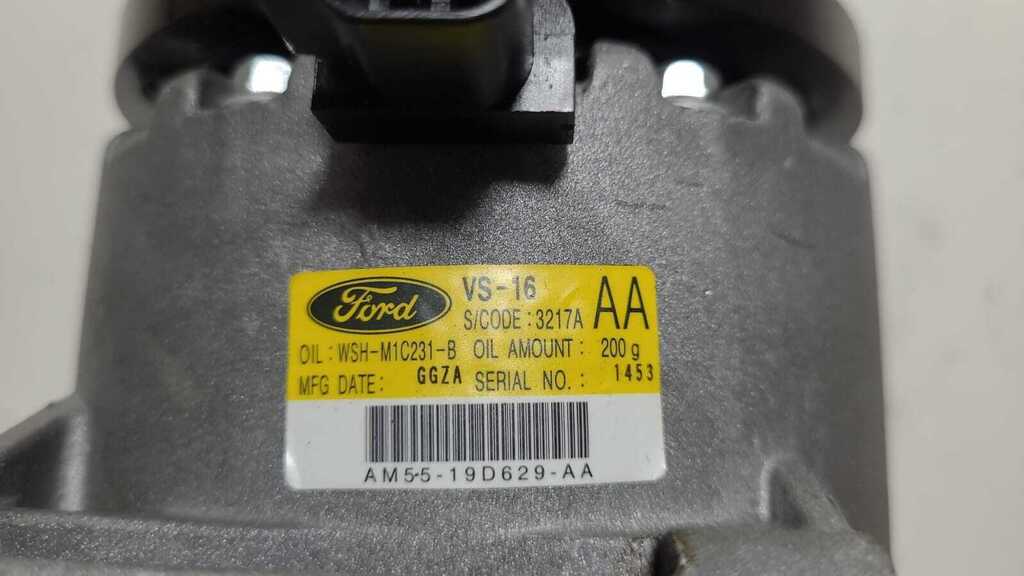 Ford VS-16 AA
S/CODE : 3217A
OIL : WSH-M1C231-B OIL AMOUNT : 200 g
MFG DATE: GGZA SERIAL NO. : 1453
AM55-19D629-AA